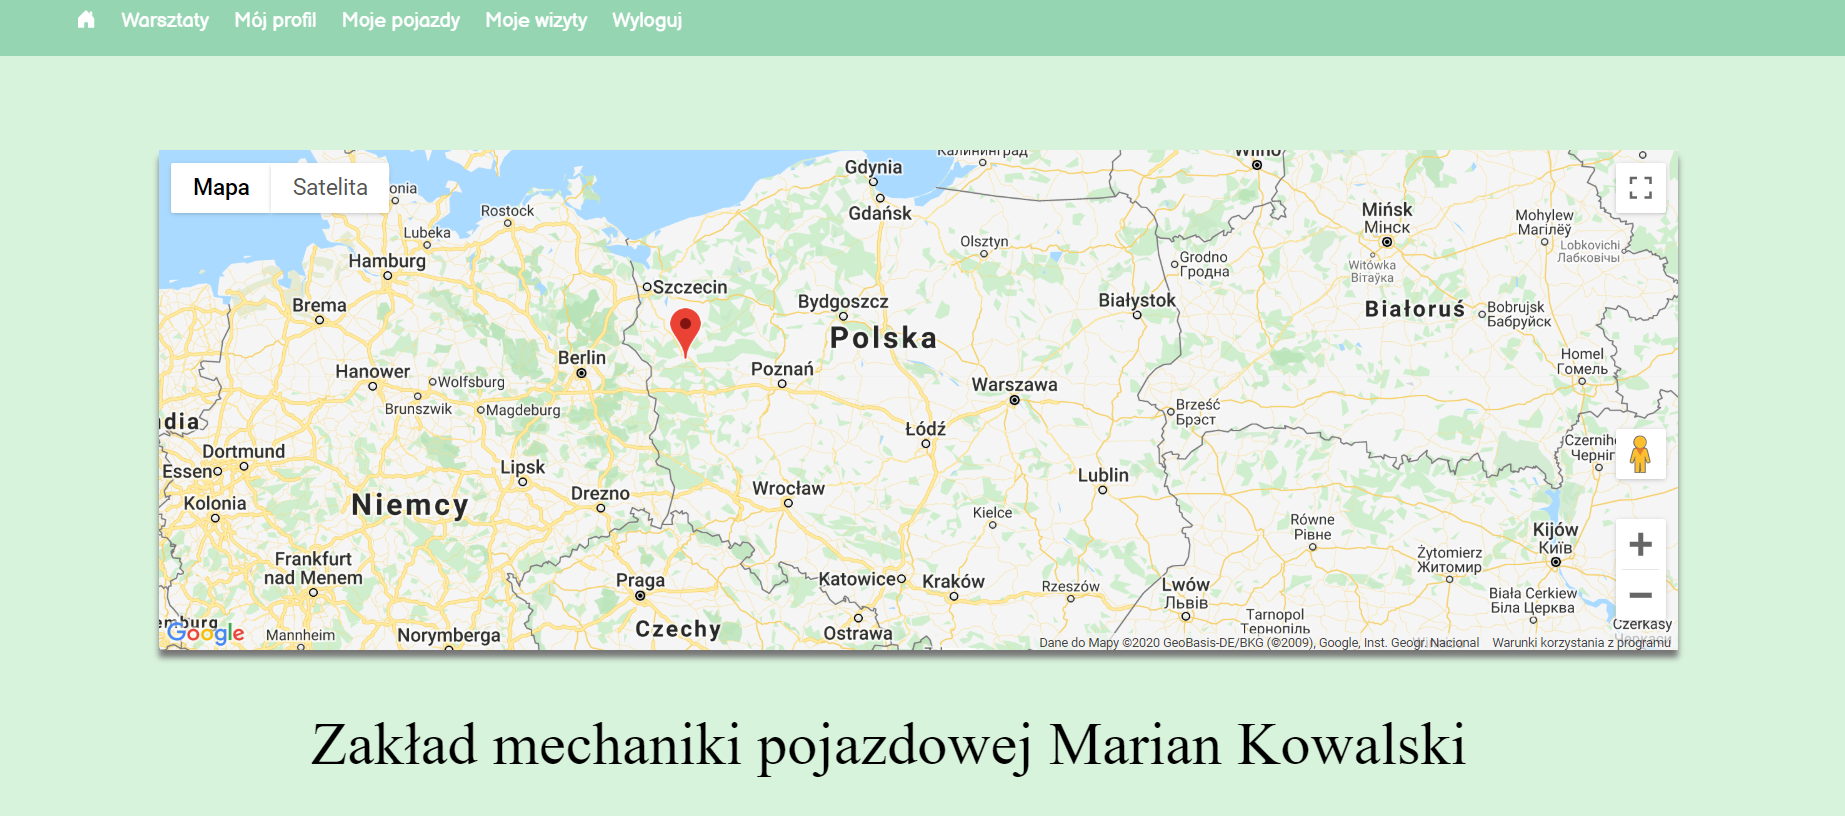 Warsztaty Mój profil Moje pojazdy Moje wizyty Wyloguj
Mapa Satelita
onia
Rostock
Lubeka
Hamburg
Brema
Hanower
Wolfsburg
Brunszwik
Magdeburg
Berlin
Szczecin
Gdynia
Gdańsk
Калининград
Wilno
Olsztyn
Bydgoszcz
Polska
Poznań
Warszawa
Łódź
Białystok
Grodno
Гродна
Mińsk
Мінск
Witówka
Вітаўка
Mohylew
Магілёў
Lobkovichi
Лабковічы
Białoruś
Bobrujsk
Бабруйск
Homel
Гомель
Brześć
Брэст
ndia
Dortmund
Essen
Kolonia
Niemcy
Lipsk
Drezno
Wrocław
Kielce
Lublin
Równe
Рівне
Żytomierz
Житомир
Kijów
Київ
Czernihe
Черніг
Frankfurt
nad Menem
Praga
Katowice
Kraków
Rzeszów
Lwów
Львів
Tarnopol
Тернопіль
Biała Cerkiew
Біла Церква
Czerkasy
Черкаси
emburg
Google
Mannheim
Norymberga
Czechy
Ostrawa
Dane do Mapy ©2020 GeoBasis-DE/BKG (©2009), Google, Inst. Geogr. Nacional Warunki korzystania z programu
Zakład mechaniki pojazdowej Marian Kowalski